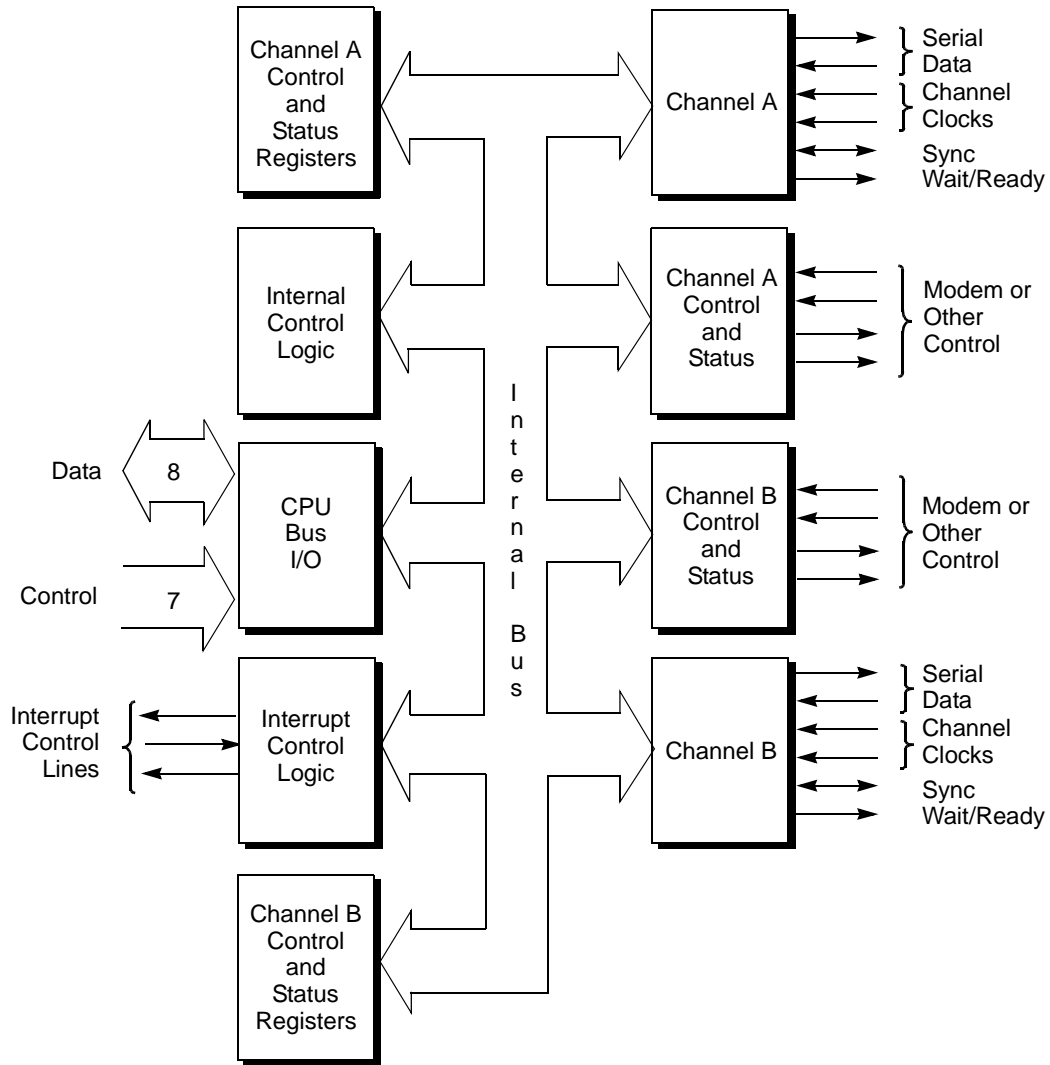 Channel A
Control
and
Status
Registers
Channel A
Serial
Data
Channel
Clocks
Sync
Wait/Ready
Internal
Control
Logic
Channel A
Control
and
Status
Modem or
Other
Control
Internal Bus
Data
8
Control
7
CPU
Bus
I/O
Channel B
Control
and
Status
Modem or
Other
Control
Interrupt
Control
Lines
Interrupt
Control
Logic
Channel B
Serial
Data
Channel
Clocks
Sync
Wait/Ready
Channel B
Control
and
Status
Registers